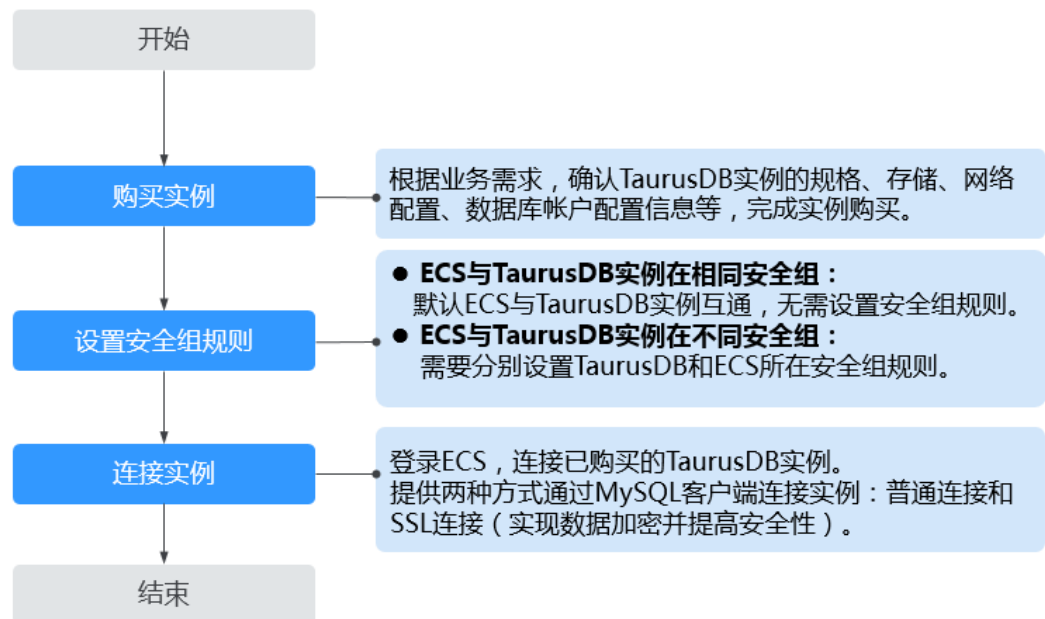 开始
购买实例
根据业务需求，确认TaurusDB实例的规格、存储、网络
配置、数据库帐户配置信息等，完成实例购买。
设置安全组规则
● ECS与TaurusDB实例在相同安全组：
默认ECS与TaurusDB实例互通，无需设置安全组规则。
● ECS与TaurusDB实例在不同安全组：
需要分别设置TaurusDB和ECS所在安全组规则。
连接实例
登录ECS，连接已购买的TaurusDB实例。
提供两种方式通过MySQL客户端连接实例：普通连接和
SSL连接（实现数据加密并提高安全性）。
结束